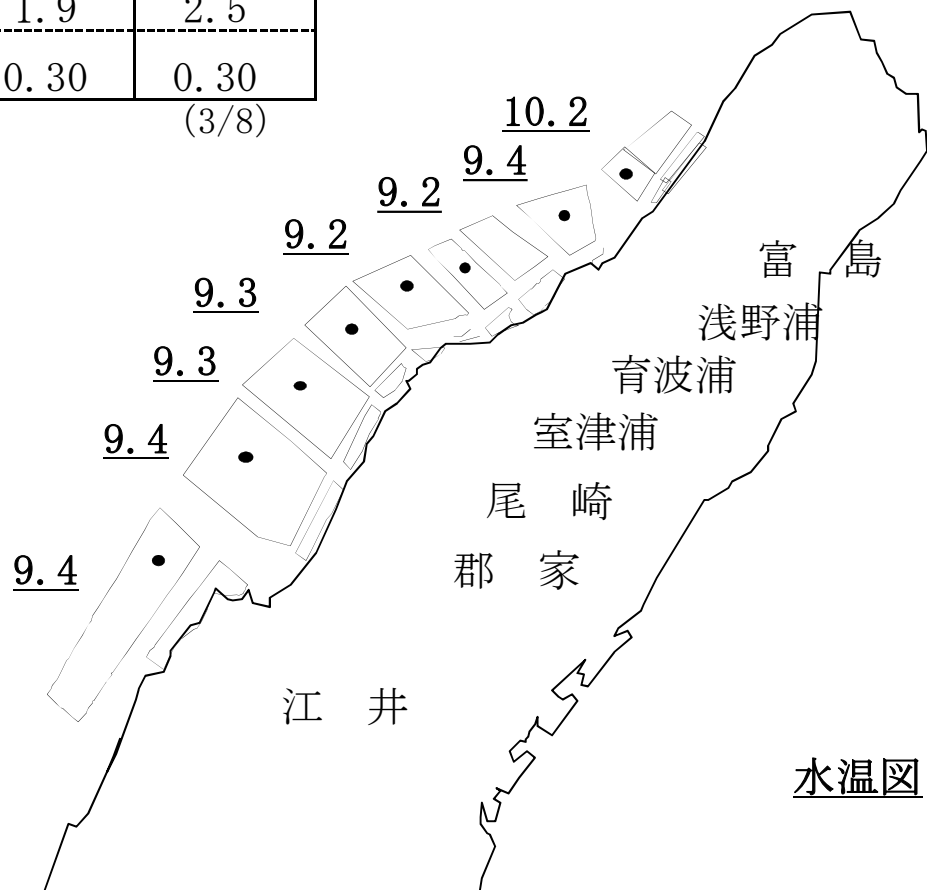 1.9 2.5
0.30 0.30
(3/8)
10.2
9.4
9.2
9.2
9.3
9.3
9.4
9.4
富 島
浅野浦
育波浦
室津浦
尾 崎
郡 家
江 井
水温図